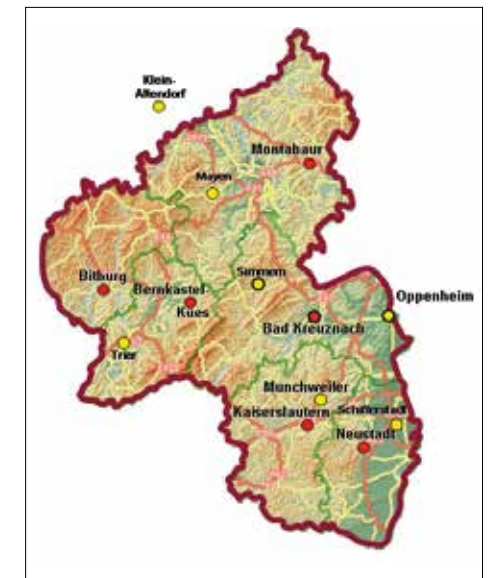 Klein-
Altendorf
Montabaur
Mayen
Simmern
Bitburg
Bernkastel-
Kues
Oppenheim
Bad Kreuznach
Trier
Munchweiler
Kaiserslautern
Schifferstadt
Neustadt